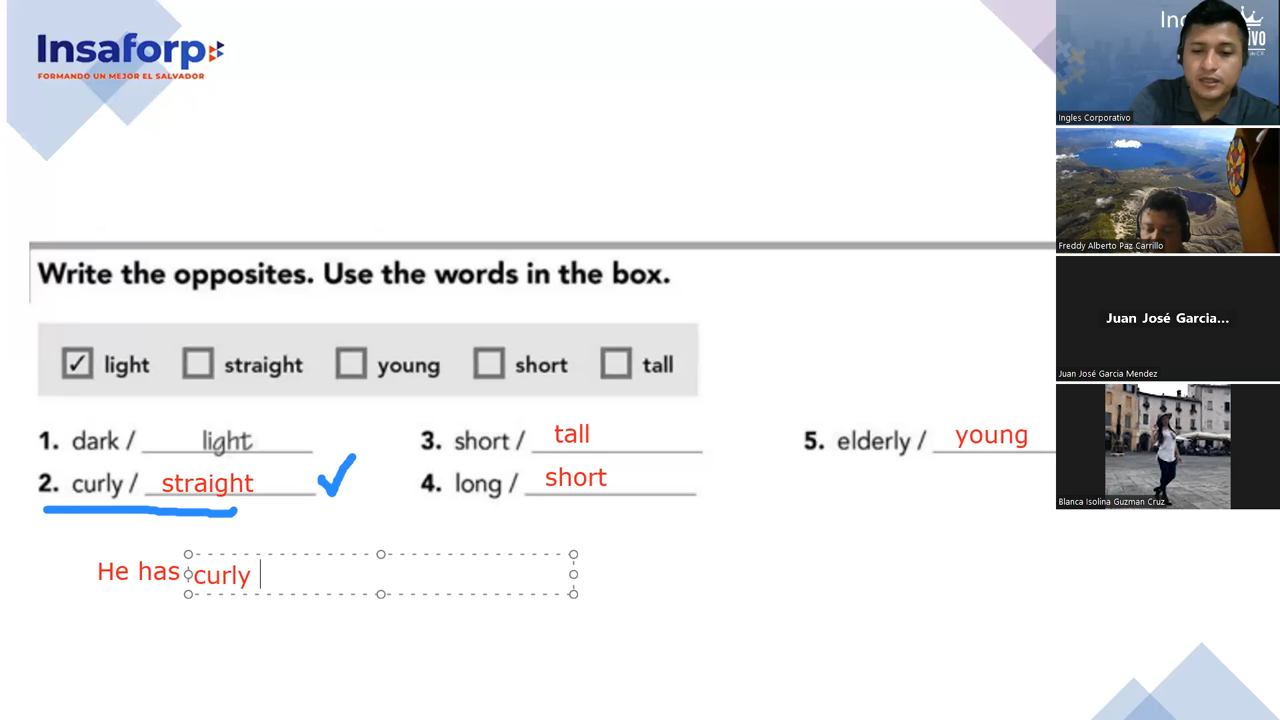 Insaforp
FORMANDO UN MEJOR EL SALVADOR
Write the opposites. Use the words in the box.
✓ light straight young short tall
1. dark / light
2. curly / straight ✓
3. short / tall
4. long / short
5. elderly / young
He has curly
Ingles Corporativo
Freddy Alberto Paz Carrillo
Juan José Garcia...
Juan José Garcia Mendez
Blanca Isolina Guzman Cruz